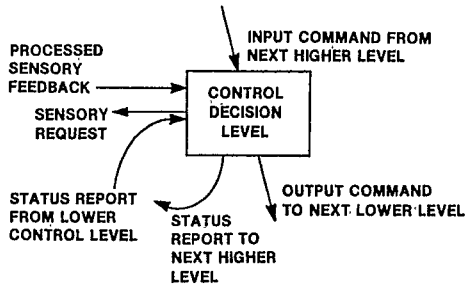 INPUT COMMAND FROM
NEXT HIGHER LEVEL
PROCESSED
SENSORY
FEEDBACK
CONTROL
DECISION
LEVEL
SENSORY
REQUEST
STATUS REPORT
FROM LOWER
CONTROL LEVEL
STATUS
REPORT TO
NEXT HIGHER
LEVEL
OUTPUT COMMAND
TO NEXT LOWER LEVEL